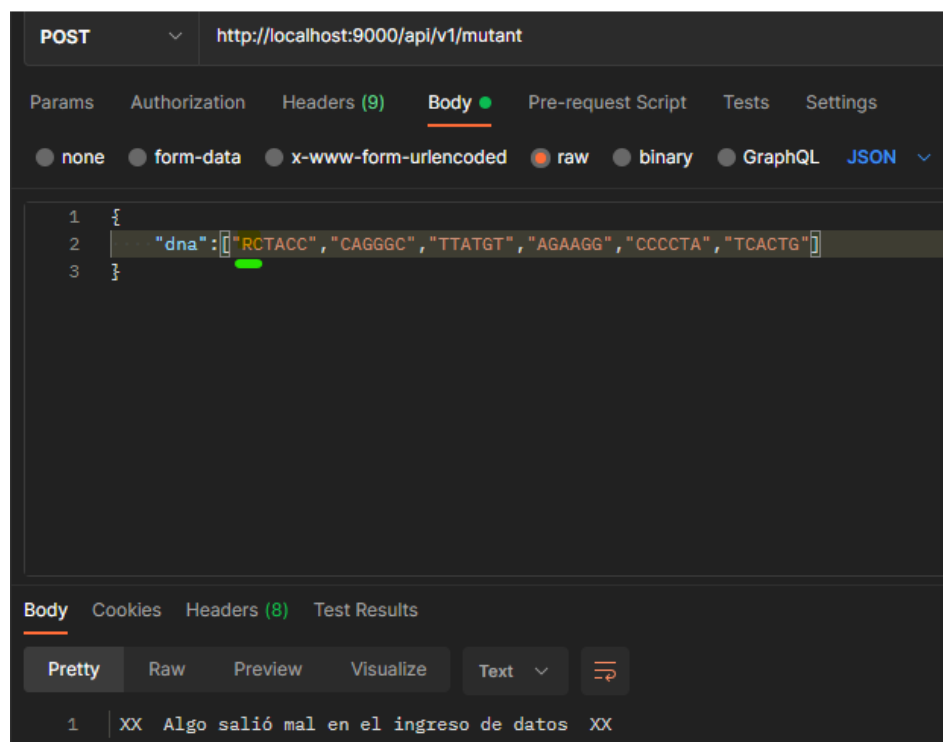 POST http://localhost:9000/api/v1/mutant
Params Authorization Headers (9) Body Pre-request Script Tests Settings
none form-data x-www-form-urlencoded raw binary GraphQL JSON
1 {
2 "dna":["RCTACC","CAGGGC","TTATGT","AGAAGG","CCCCTA","TCACTG"]
3 }
Body Cookies Headers (8) Test Results
Pretty Raw Preview Visualize Text
1 XX Algo salió mal en el ingreso de datos XX